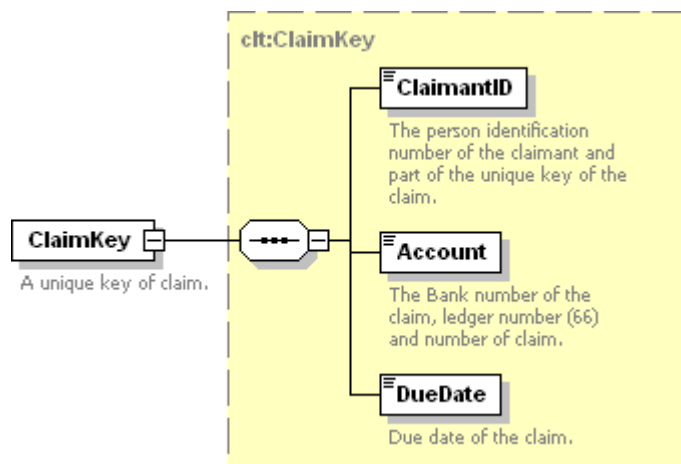 clt:ClaimKey
ClaimantID
The person identification
number of the claimant and
part of the unique key of the
claim.
ClaimKey
A unique key of claim.
Account
The Bank number of the
claim, ledger number (66)
and number of claim.
DueDate
Due date of the claim.